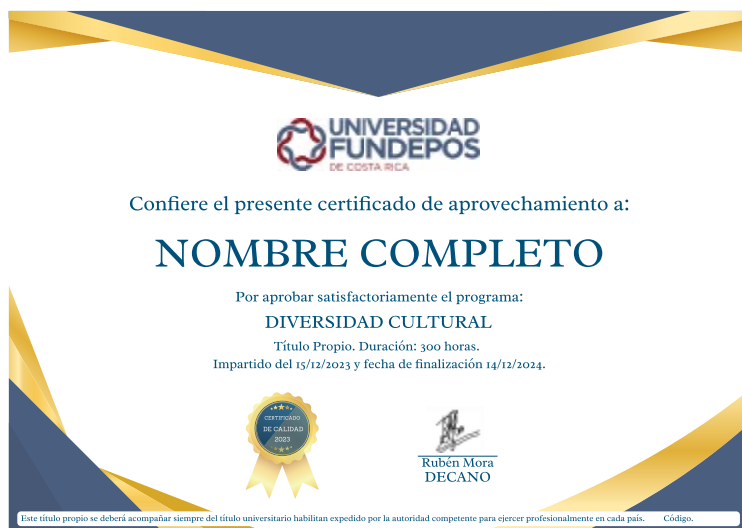 UNIVERSIDAD
FUNDEPOS
DE COSTA RICA
Confiere el presente certificado de aprovechamiento a:
NOMBRE COMPLETO
Por aprobar satisfactoriamente el programa:
DIVERSIDAD CULTURAL
Título Propio. Duración: 300 horas.
Impartido del 15/12/2023 y fecha de finalización 14/12/2024.
CERTIFICADO
DE CALIDAD
2023
Rubén Mora
DECANO
Este título propio se deberá acompañar siempre del título universitario habilitan expedido por la autoridad competente para ejercer profesionalmente en cada país. Código.